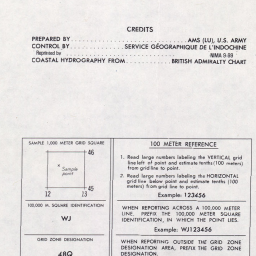 CREDITS
PREPARED BY AMS (LU), U.S. ARMY
CONTROL BY SERVICE GÉOGRAPHIQUE DE L'INDOCHINE
Reprinted by NIMA 9-99
COASTAL HYDROGRAPHY FROM BRITISH ADMIRALTY CHART
SAMPLE 1,000 METER GRID SQUARE
46
Sample point
45
12 13
100,000 M. SQUARE IDENTIFICATION
WJ
GRID ZONE DESIGNATION
48Q
100 METER REFERENCE
1. Read large numbers labeling the VERTICAL grid
line left of point and estimate tenths (100 meters)
from grid line to point.
2. Read large numbers labeling the HORIZONTAL
grid line below point and estimate tenths (100
meters) from grid line to point.
Example: 123456
WHEN REPORTING ACROSS A 100,000 METER
LINE, PREFIX THE 100,000 METER SQUARE
IDENTIFICATION, IN WHICH THE POINT LIES.
Example: WJ123456
WHEN REPORTING OUTSIDE THE GRID ZONE
DESIGNATION AREA, PREFIX THE GRID ZONE
DESIGNATION.